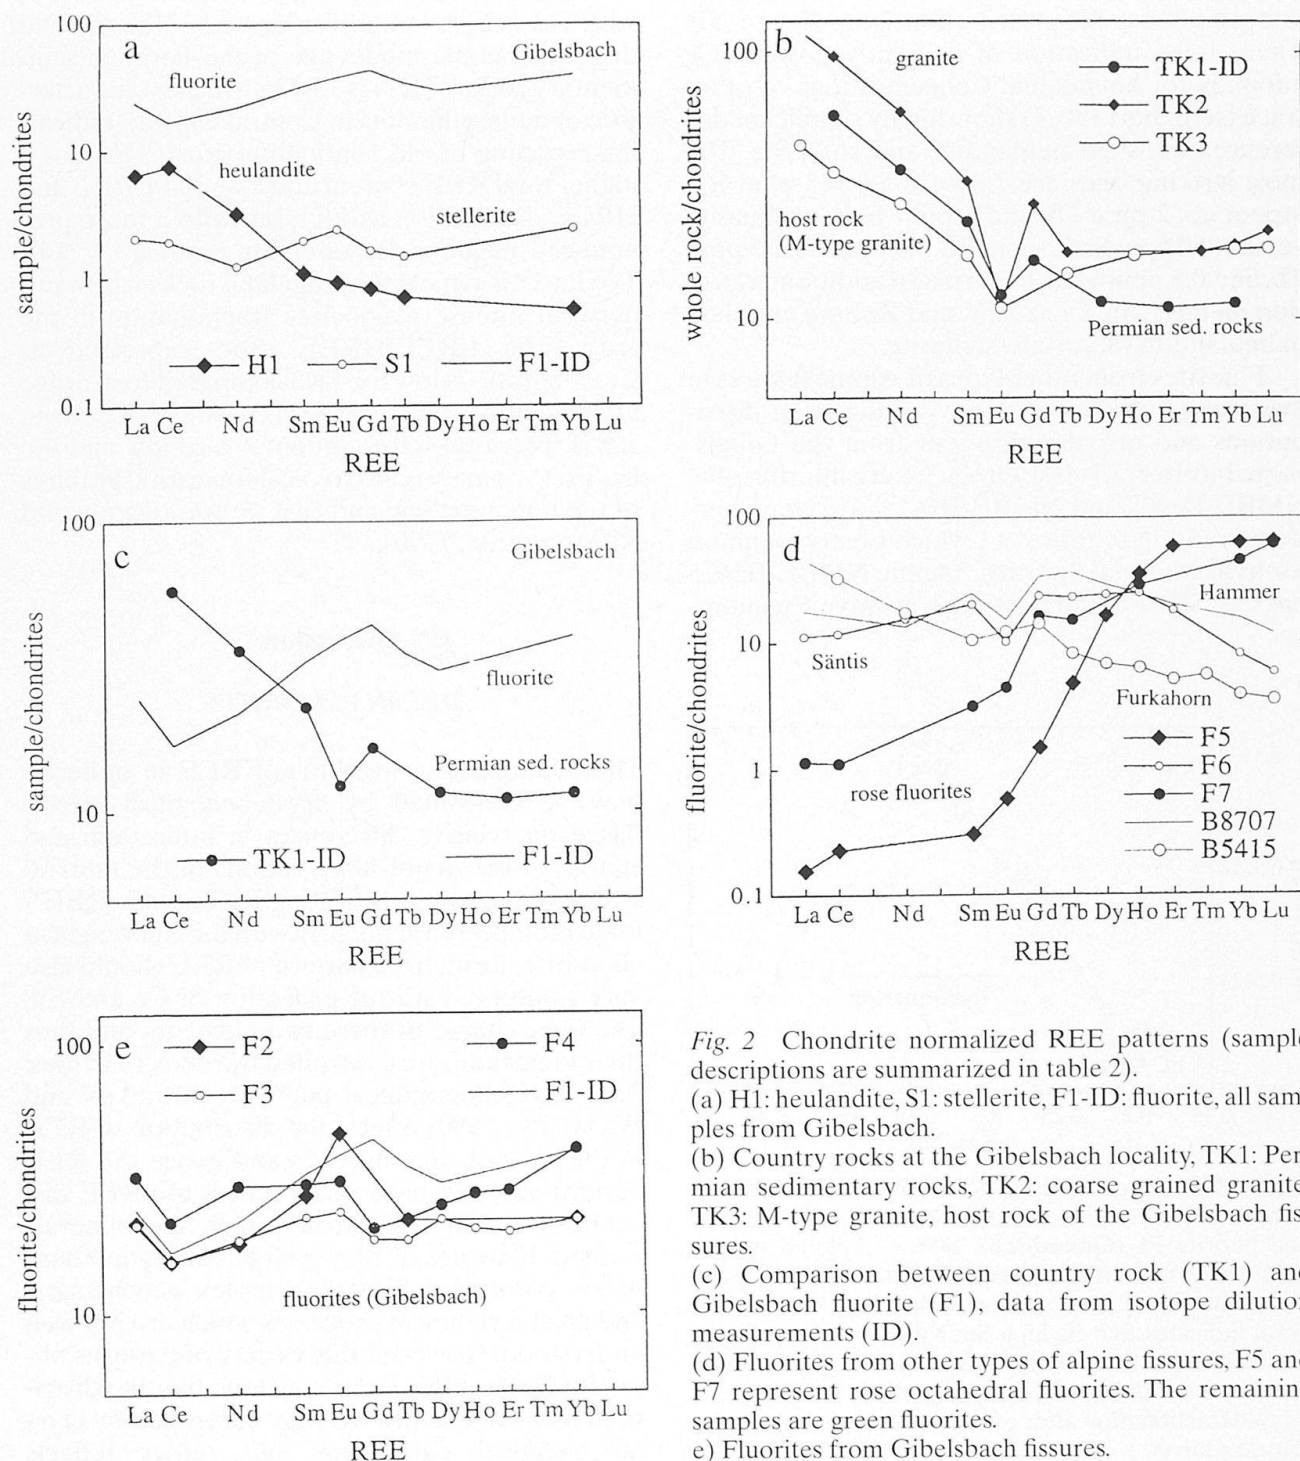 a
Gibelsbach
fluorite
heulandite
stellerite
H1 S1 F1-ID
100
10
1
0.1
sample/chondrites
La Ce Nd Sm Eu Gd Tb Dy Ho Er Tm Yb Lu
REE
b
granite
TK1-ID
TK2
TK3
host rock
(M-type granite)
Permian sed. rocks
100
10
whole rock/chondrites
La Ce Nd Sm Eu Gd Tb Dy Ho Er Tm Yb Lu
REE
c
Gibelsbach
fluorite
Permian sed. rocks
TK1-ID F1-ID
100
10
sample/chondrites
La Ce Nd Sm Eu Gd Tb Dy Ho Er Tm Yb Lu
REE
d
Hammer
Säntis
Furkahorn
rose fluorites
F5
F6
F7
B8707
B5415
100
10
1
0.1
fluorite/chondrites
La Ce Nd Sm Eu Gd Tb Dy Ho Er Tm Yb Lu
REE
e
F2 F4
F3 F1-ID
fluorites (Gibelsbach)
100
10
fluorite/chondrites
La Ce Nd Sm Eu Gd Tb Dy Ho Er Tm Yb Lu
REE
Fig. 2 Chondrite normalized REE patterns (sample
descriptions are summarized in table 2).
(a) H1: heulandite, S1: stellerite, F1-ID: fluorite, all sam-
ples from Gibelsbach.
(b) Country rocks at the Gibelsbach locality, TK1: Per-
mian sedimentary rocks, TK2: coarse grained granite
TK3: M-type granite, host rock of the Gibelsbach fis-
sures.
(c) Comparison between country rock (TK1) and
Gibelsbach fluorite (F1), data from isotope dilution
measurements (ID).
(d) Fluorites from other types of alpine fissures, F5 and
F7 represent rose octahedral fluorites. The remainin
samples are green fluorites.
e) Fluorites from Gibelsbach fissures.